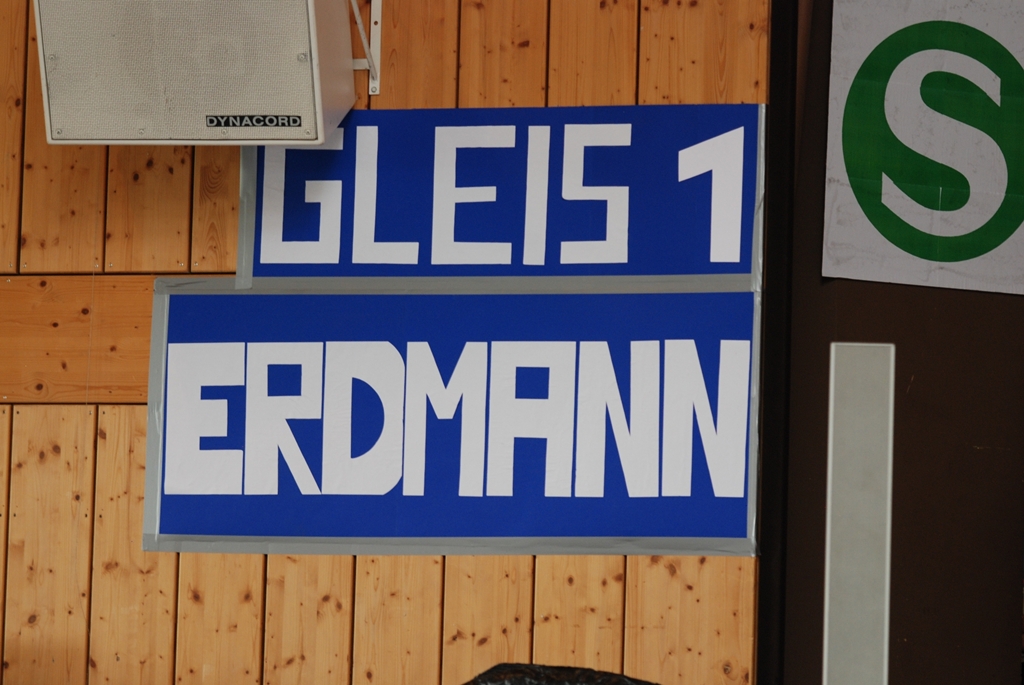 DYNACORD
GLEIS 1
ERDMANN
S